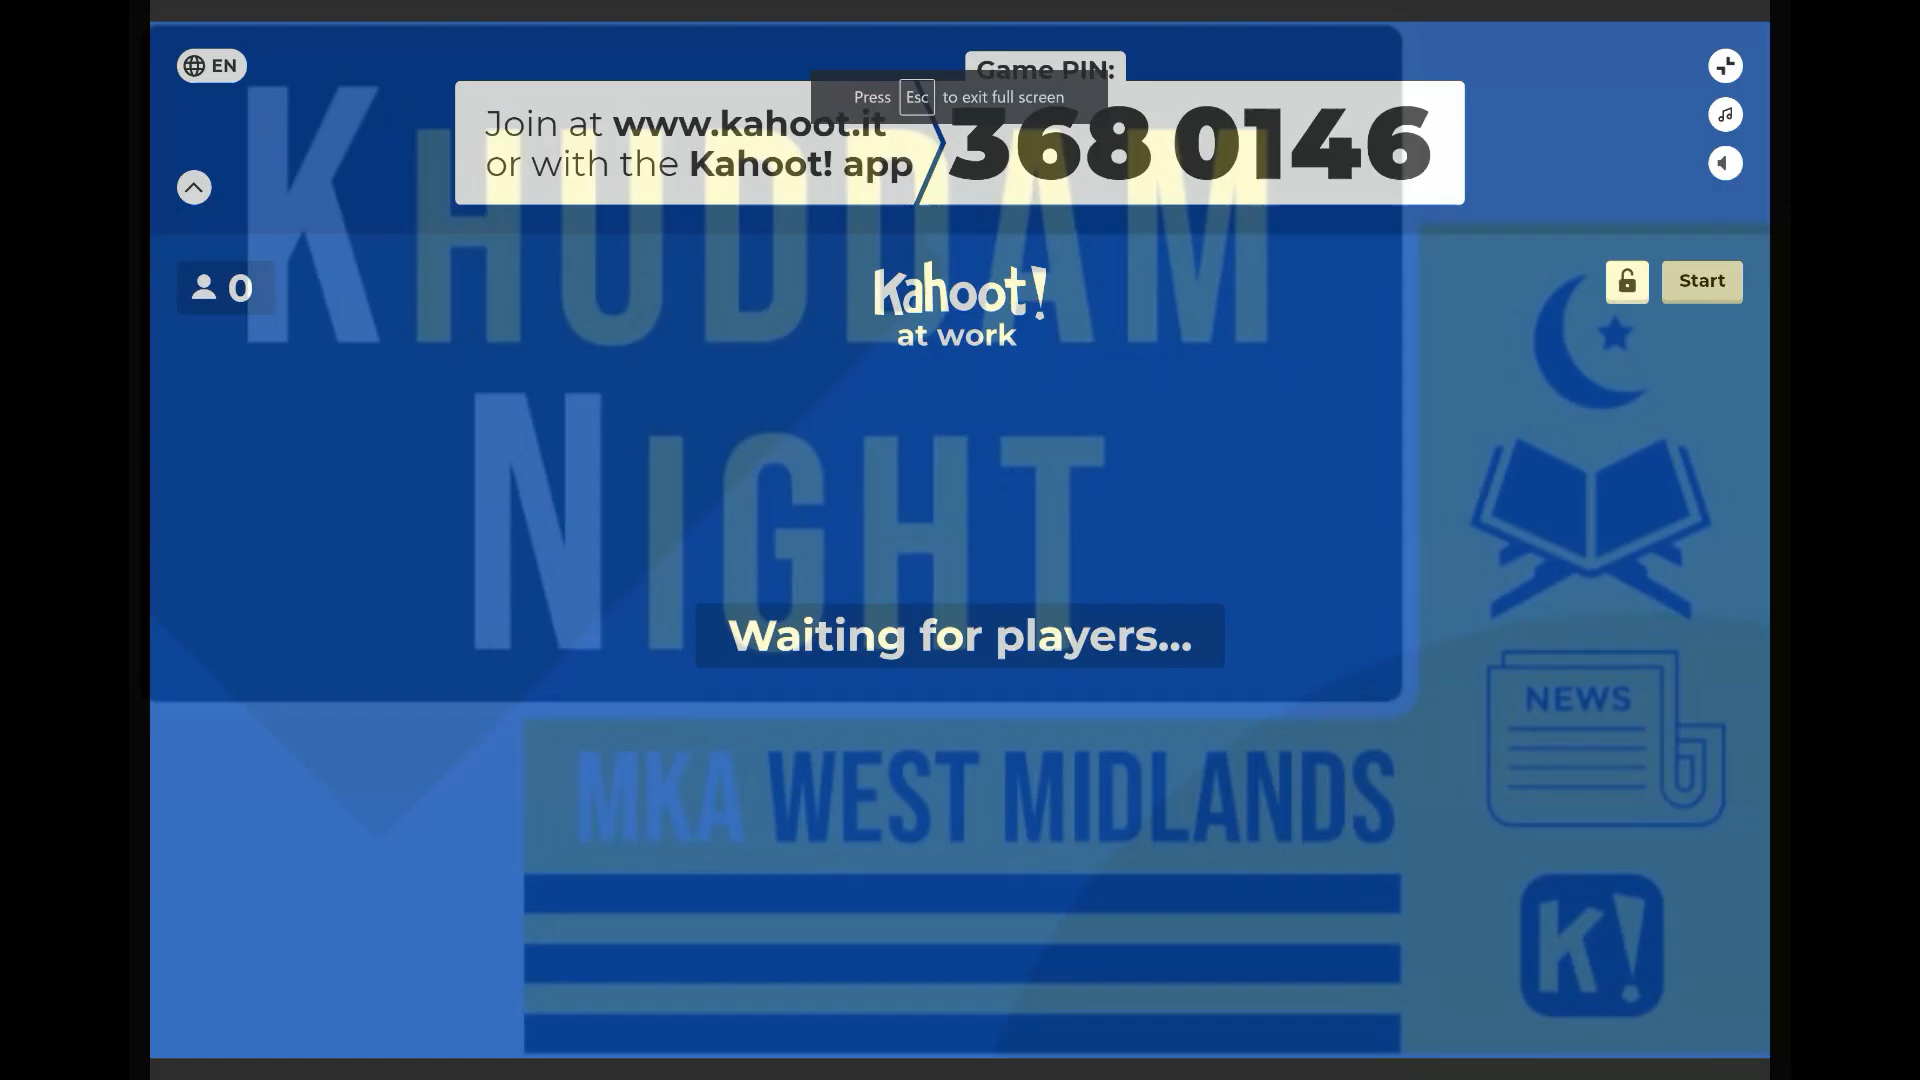 EN
Game PIN:
Press Esc to exit full screen
Join at www.kahoot.it
or with the Kahoot! app
368 0146
KHUDDAM
0
Kahoot!
at work
Start
NIGHT
Waiting for players...
NEWS
MKA WEST MIDLANDS
K!